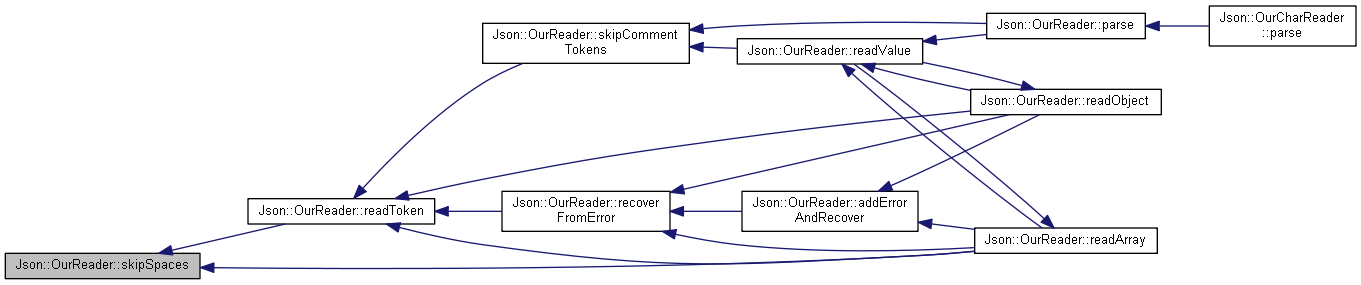 Json::OurReader::skipSpaces
Json::OurReader::readToken
Json::OurReader::skipComment
Tokens
Json::OurReader::recover
FromError
Json::OurReader::readValue
Json::OurReader::addError
AndRecover
Json::OurReader::parse
Json::OurReader::readObject
Json::OurReader::readArray
Json::OurCharReader
::parse